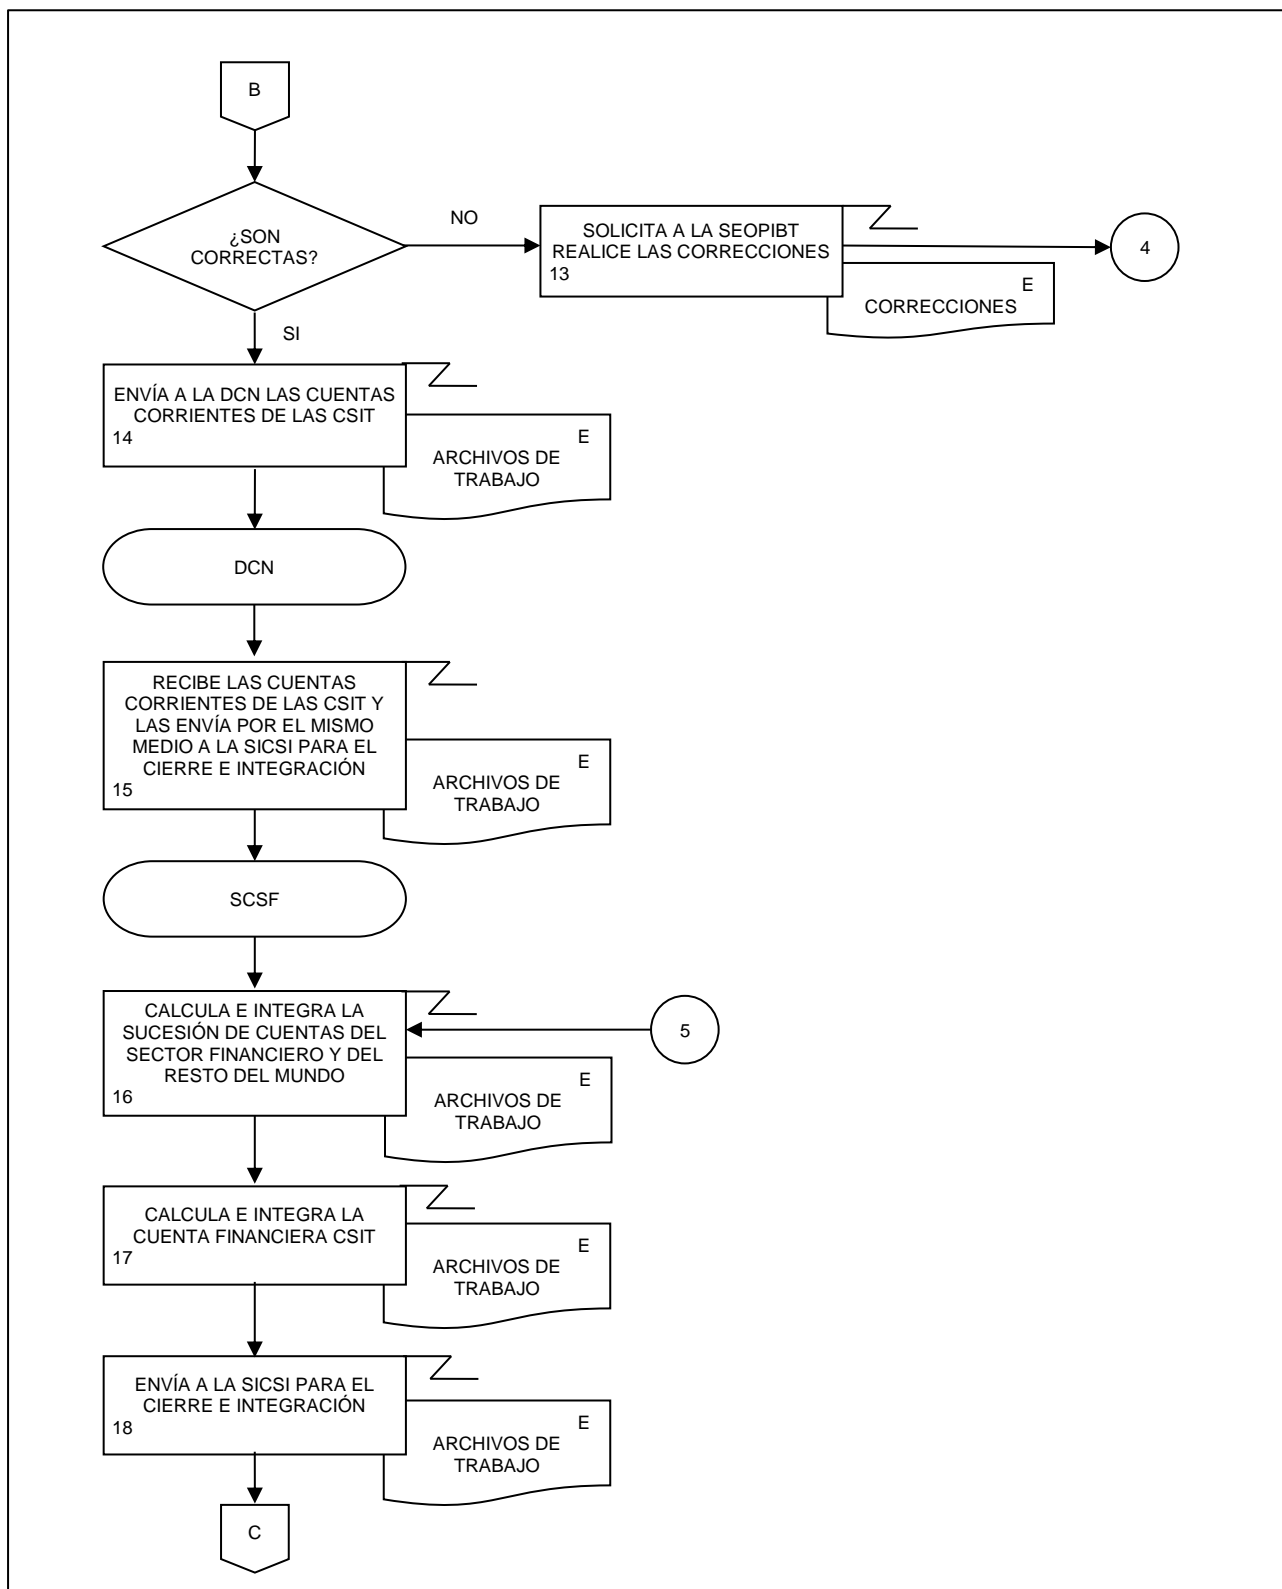 B
¿SON
CORRECTAS?
NO
SOLICITA A LA SEOPIBT
REALICE LAS CORRECCIONES
13
E
CORRECCIONES
4
SI
ENVÍA A LA DCN LAS CUENTAS
CORRIENTES DE LAS CSIT
14
E
ARCHIVOS DE
TRABAJO
DCN
RECIBE LAS CUENTAS
CORRIENTES DE LAS CSIT Y
LAS ENVÍA POR EL MISMO
MEDIO A LA SICSI PARA EL
CIERRE E INTEGRACIÓN
15
E
ARCHIVOS DE
TRABAJO
SCSF
CALCULA E INTEGRA LA
SUCESIÓN DE CUENTAS DEL
SECTOR FINANCIERO Y DEL
RESTO DEL MUNDO
16
5
E
ARCHIVOS DE
TRABAJO
CALCULA E INTEGRA LA
CUENTA FINANCIERA CSIT
17
E
ARCHIVOS DE
TRABAJO
ENVÍA A LA SICSI PARA EL
CIERRE E INTEGRACIÓN
18
E
ARCHIVOS DE
TRABAJO
C